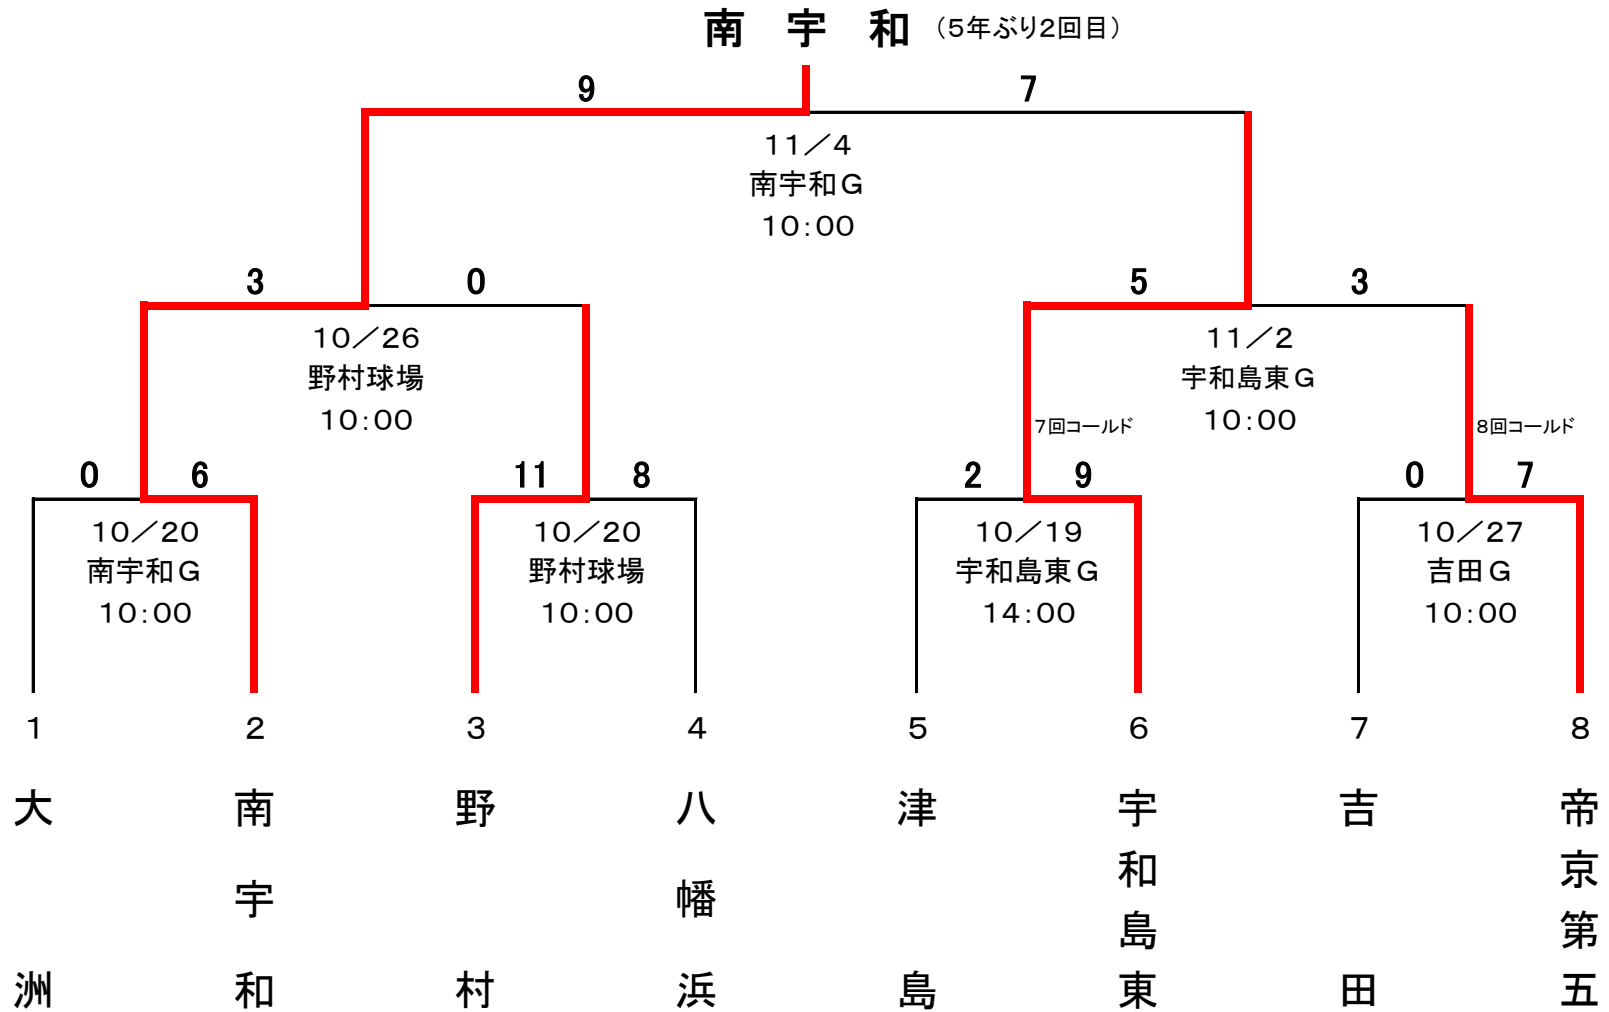 南 宇 和 (5年ぶり2回目)
9 7
11/4
南宇和G
10:00
3 0
5 3
10/26
野村球場
10:00
11/2
宇和島東G
10:00
7回コールド
8回コールド
0 6
11 8
2 9
0 7
10/20
南宇和G
10:00
10/20
野村球場
10:00
10/19
宇和島東G
14:00
10/27
吉田G
10:00
1 2 3 4 5 6 7 8
大洲
南宇和
野村
八幡浜
津島
宇和島東
吉田
帝京第五